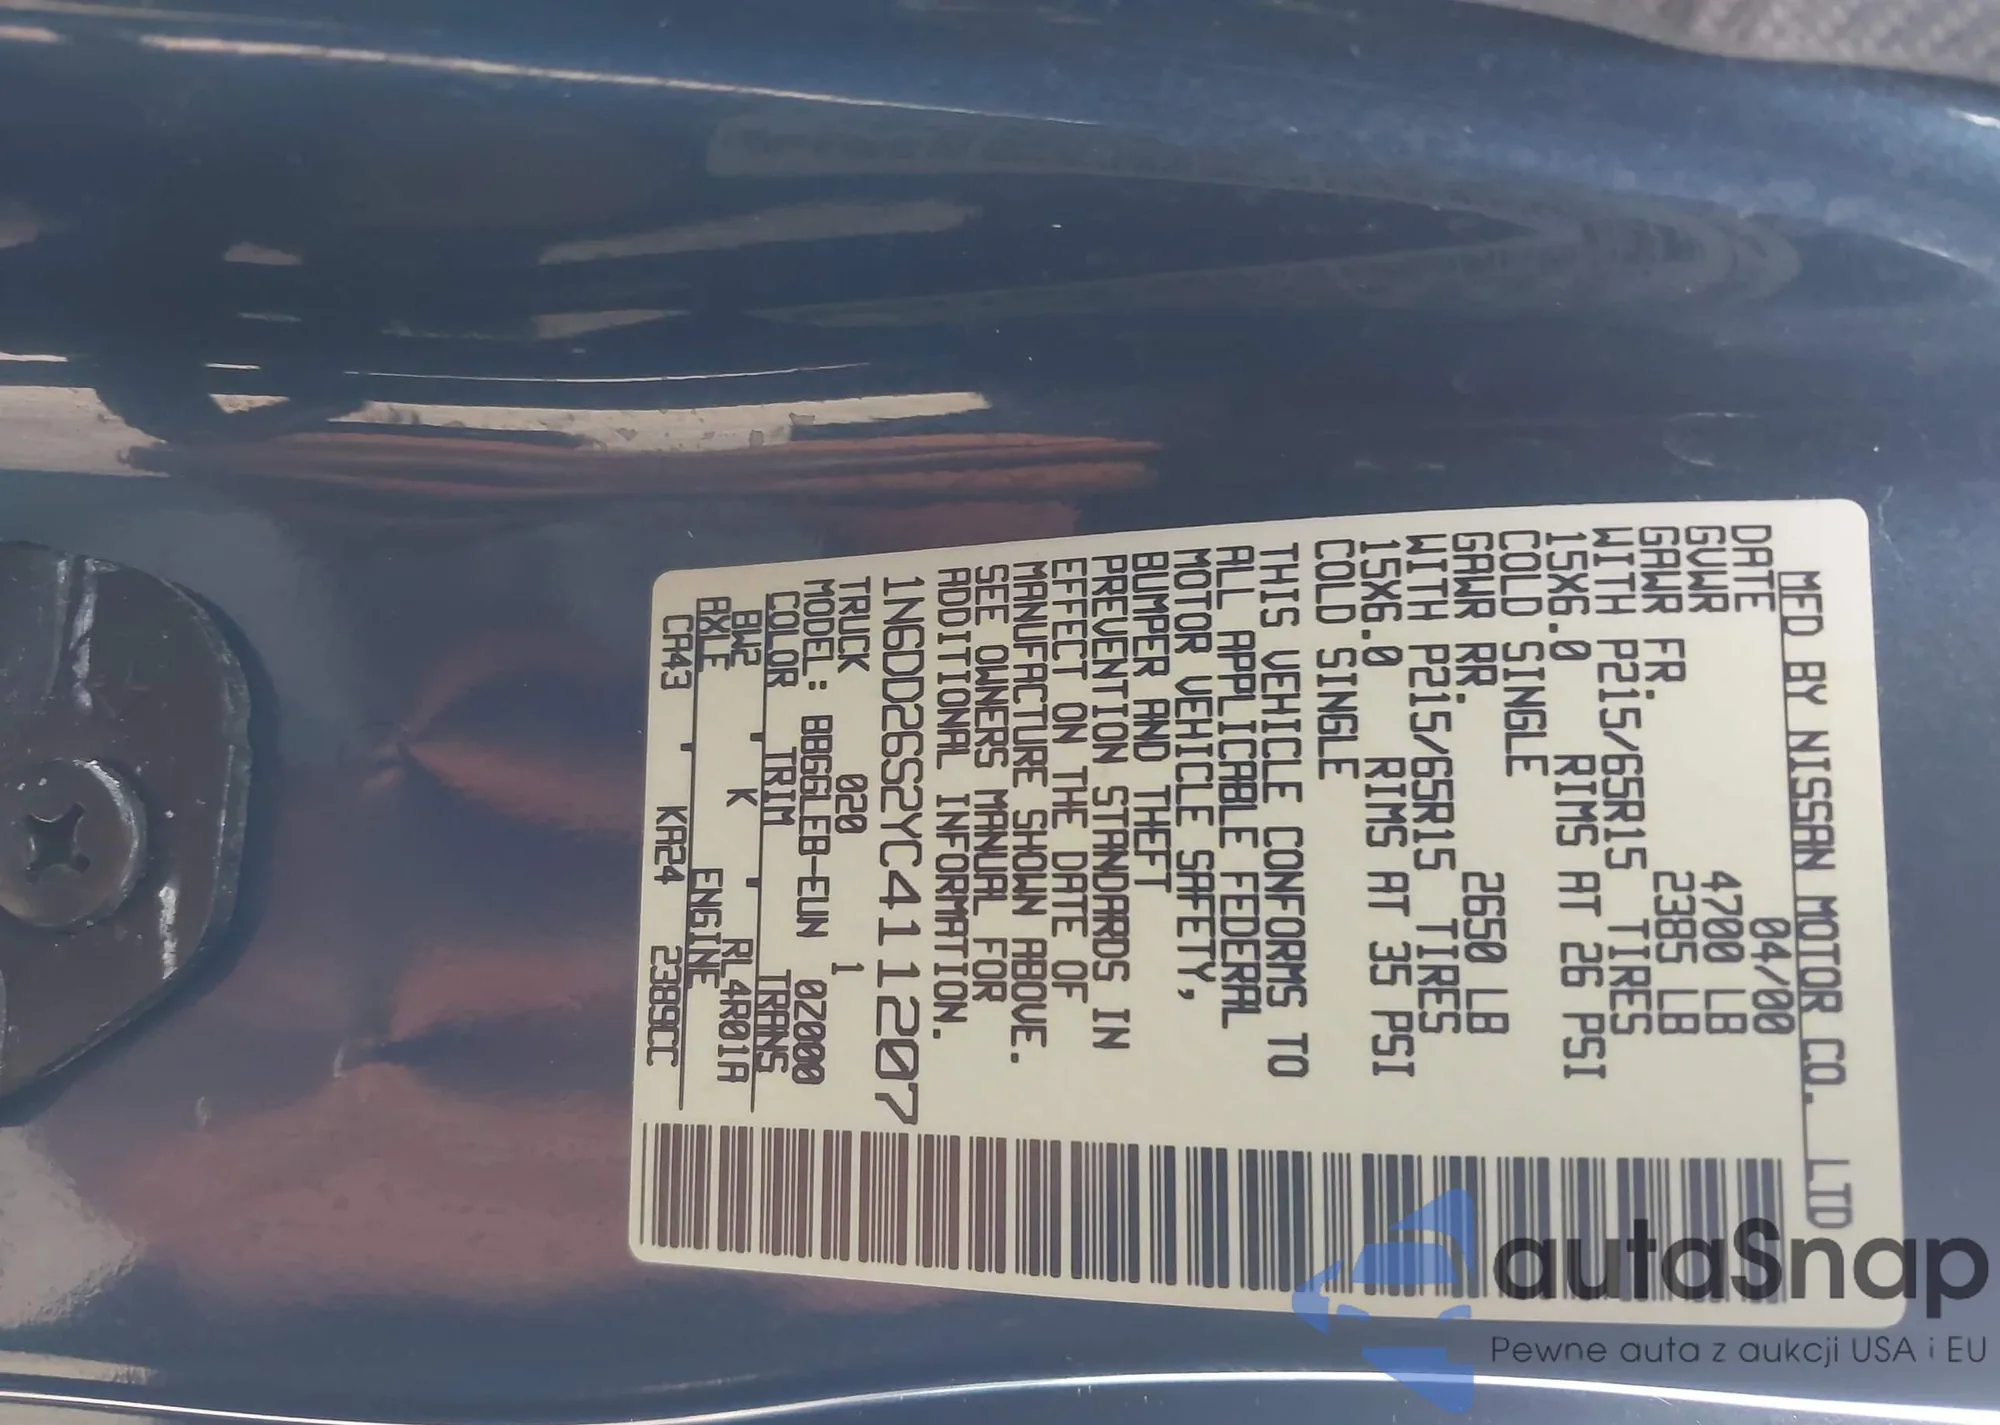 MFD BY NISSAN MOTOR CO. LTD
DATE 04/00
GVWR 4700 LB
GAWR FR. 2385 LB
WITH P215/65R15 TIRES
15X6.0 RIMS AT 26 PSI
COLD SINGLE
GAWR RR. 2650 LB
WITH P215/65R15 TIRES
15X6.0 RIMS AT 35 PSI
COLD SINGLE
THIS VEHICLE CONFORMS TO
ALL APPLICABLE FEDERAL
MOTOR VEHICLE SAFETY,
BUMPER AND THEFT
PREVENTION STANDARDS IN
EFFECT ON THE DATE OF
MANUFACTURE SHOWN ABOVE.
SEE OWNERS MANUAL FOR
ADDITIONAL INFORMATION.
1N6DD26S2YC411207
TRUCK 020 1
MODEL: BBGGLEB-EUN 0Z000
COLOR TRIM TRANS
BW2 K RL4R01A
AXLE ENGINE
CA43 KA24 2389CC
autaSnap
Pewne auta z aukcji USA i EU